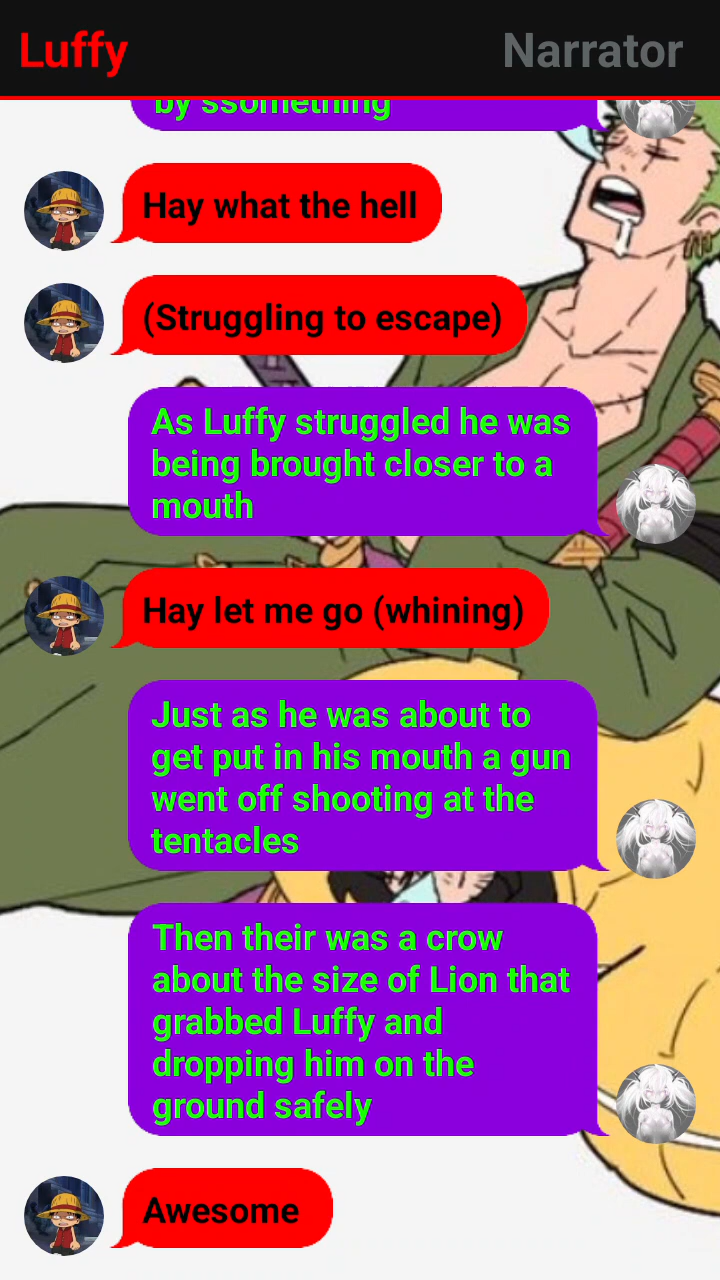 Luffy
Narrator
by ssomething
Hay what the hell
(Struggling to escape)
As Luffy struggled he was
being brought closer to a
mouth
Hay let me go (whining)
Just as he was about to
get put in his mouth a gun
went off shooting at the
tentacles
Then their was a crow
about the size of Lion that
grabbed Luffy and
dropping him on the
ground safely
Awesome